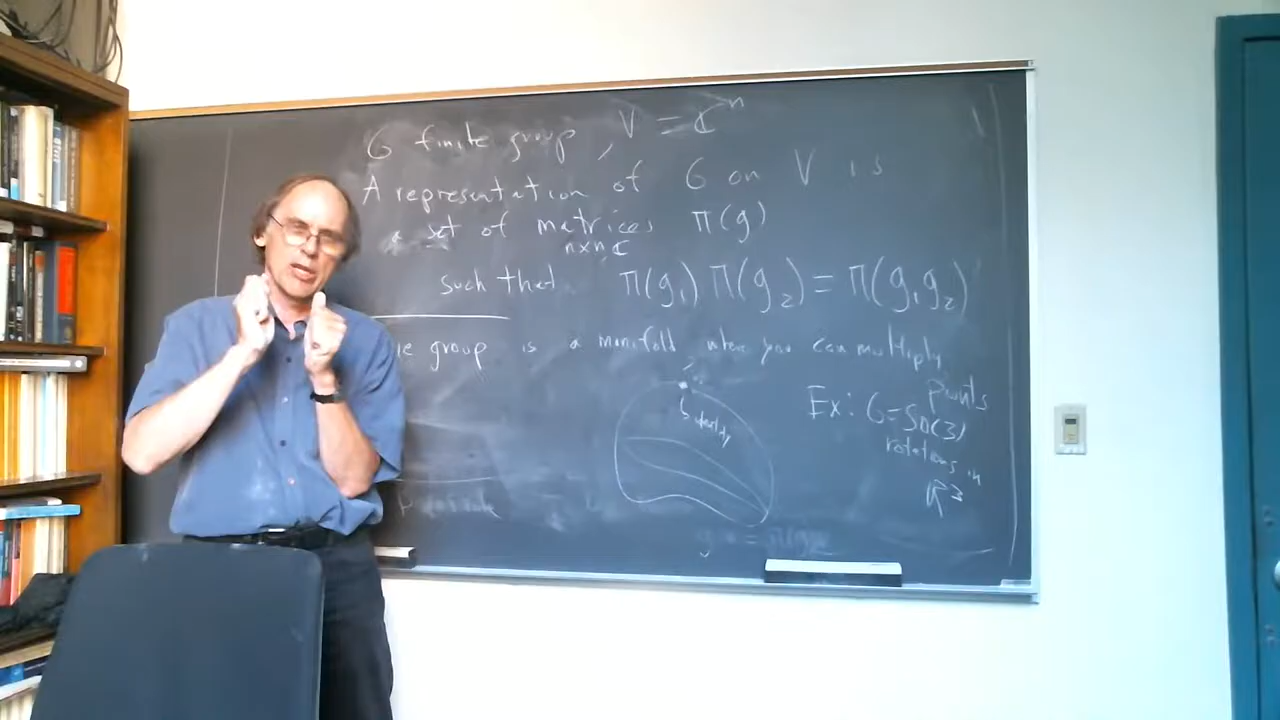 G finite group, V = ℂⁿ
A representation of G on V is
a set of matrices π(g)
n×n, ℂ
such that π(g₁) π(g₂) = π(g₁g₂)
group is a manifold where you can multiply
points
identity
Ex: G=SO(3)
rotations in
ℝ³